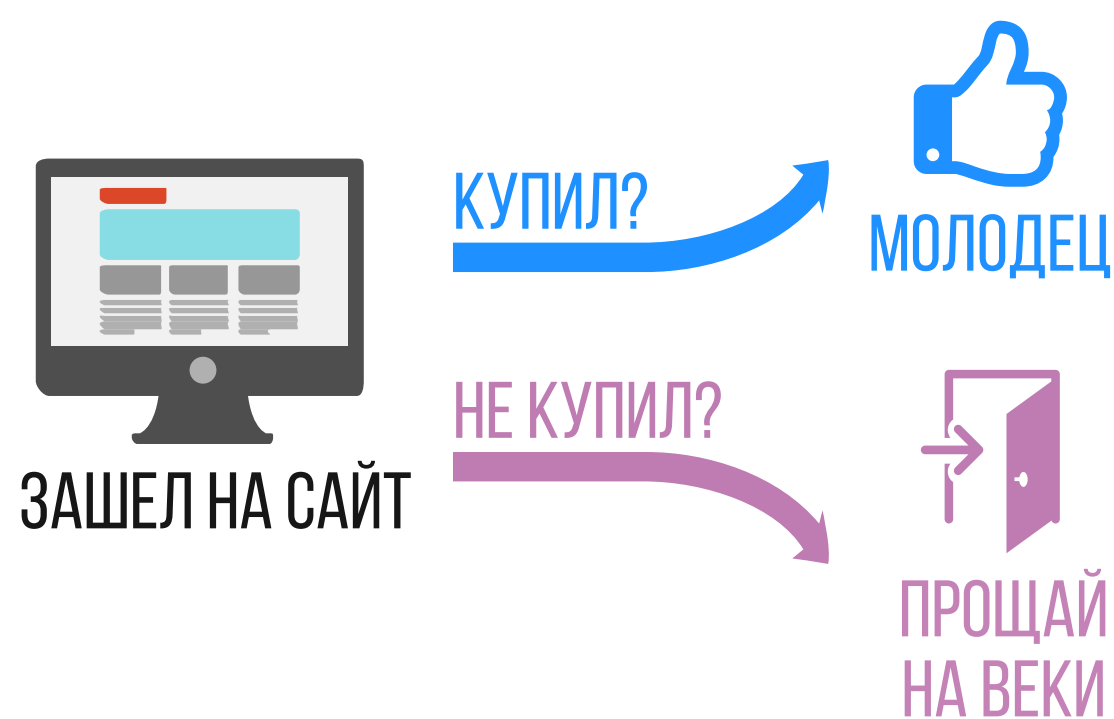 ЗАШЕЛ НА САЙТ
КУПИЛ?
МОЛОДЕЦ
НЕ КУПИЛ?
ПРОЩАЙ
НА ВЕКИ